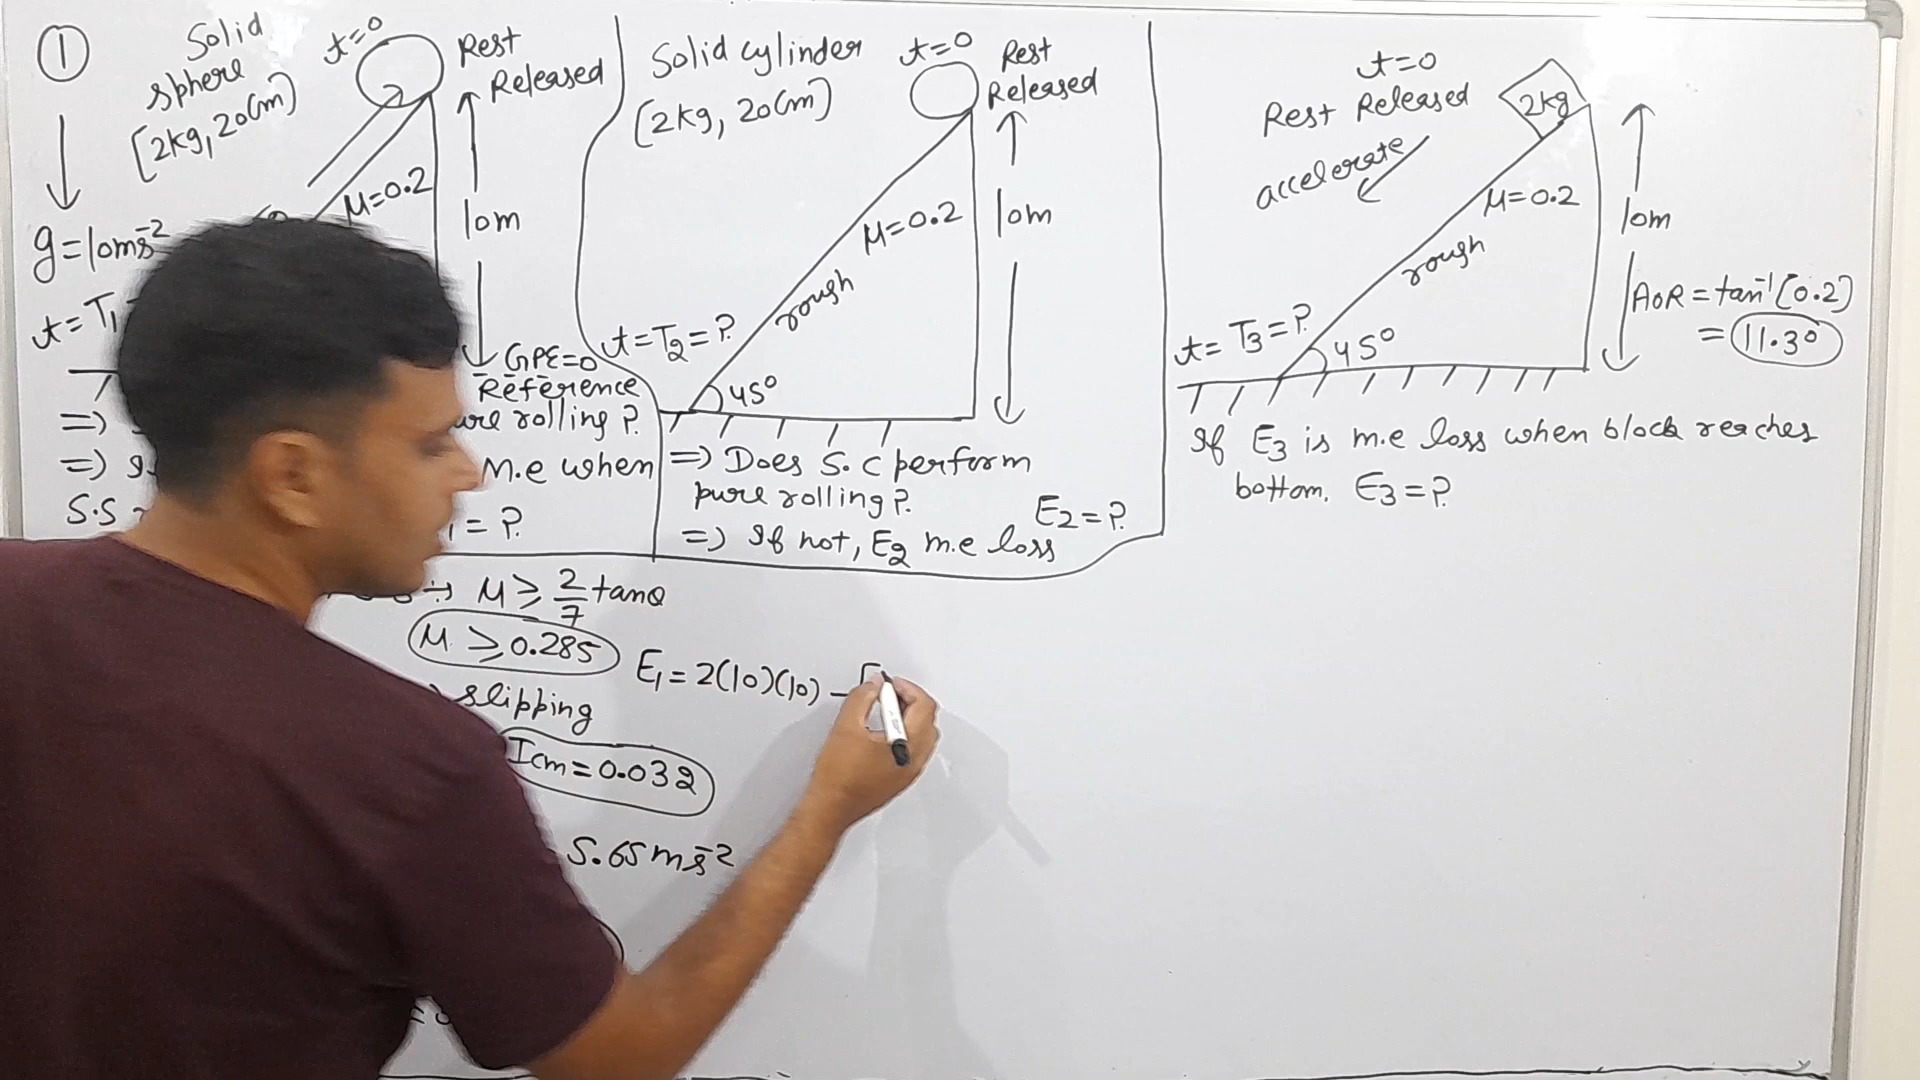 ①
Solid
sphere
[2kg, 20cm]
t=0
Rest
Released
μ=0.2
10m
g=10ms⁻²
t=T₁
GPE=0
Reference
rolling?
m.e when
S.S
=?
Solid cylinder
[2kg, 20cm]
t=0
Rest
Released
μ=0.2
10m
rough
t=T₂=?
45°
=) Does S.C perform
pure rolling?
=) If not, E₂ m.e loss
E₂=?
t=0
Rest Released
accelerate
2kg
μ=0.2
rough
10m
t=T₃=?
45°
AOR=tan⁻¹[0.2]
=11.3°
If E₃ is m.e loss when block reaches
bottom. E₃=?
μ≥2/7 tanθ
μ≥0.285
slipping
Icm=0.032
5.65ms⁻²
E₁=2(10)(10)-[